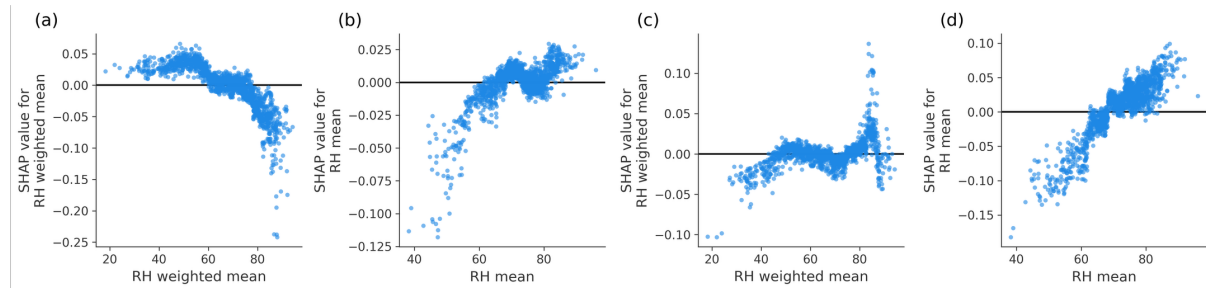 (a)
SHAP value for
RH weighted mean
0.05
0.00
−0.05
−0.10
−0.15
−0.20
−0.25
20
40
60
80
RH weighted mean
(b)
SHAP value for
RH mean
0.025
0.000
−0.025
−0.050
−0.075
−0.100
−0.125
40
60
80
RH mean
(c)
SHAP value for
RH weighted mean
0.10
0.05
0.00
−0.05
−0.10
20
40
60
80
RH weighted mean
(d)
SHAP value for
RH mean
0.10
0.05
0.00
−0.05
−0.10
−0.15
40
60
80
RH mean